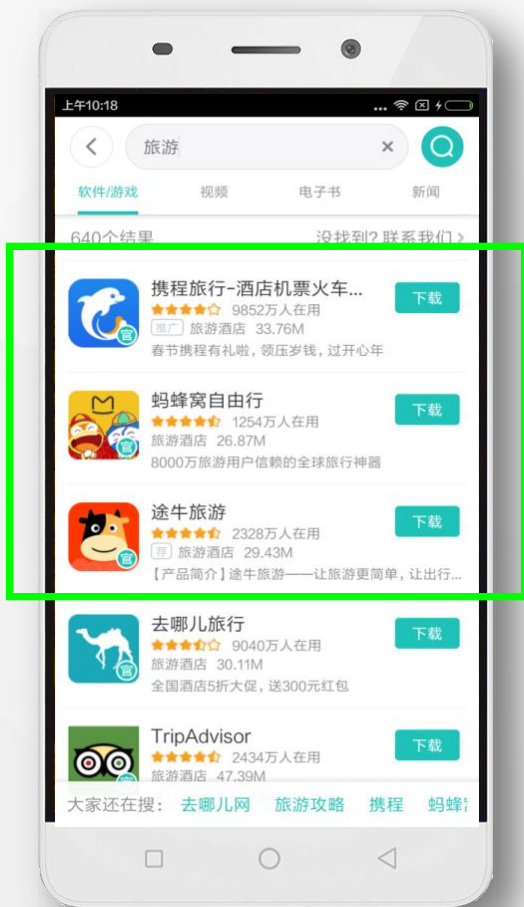 上午10:18
旅游
软件/游戏 视频 电子书 新闻
640个结果 没找到? 联系我们 >
携程旅行-酒店机票火车...
9852万人在用
下载
推广 旅游酒店 33.76M
春节携程有礼啦，领压岁钱，过开心年
蚂蜂窝自由行
1254万人在用
下载
旅游酒店 26.87M
8000万旅游用户信赖的全球旅行神器
途牛旅游
2328万人在用
下载
荐 旅游酒店 29.43M
【产品简介】途牛旅游——让旅游更简单，让出行...
去哪儿旅行
9040万人在用
下载
旅游酒店 30.11M
全国酒店5折大促，送300元红包
TripAdvisor
2434万人在用
下载
旅游酒店 47.39M
大家还在搜： 去哪儿网 旅游攻略 携程 蚂蜂
官
官
官
官